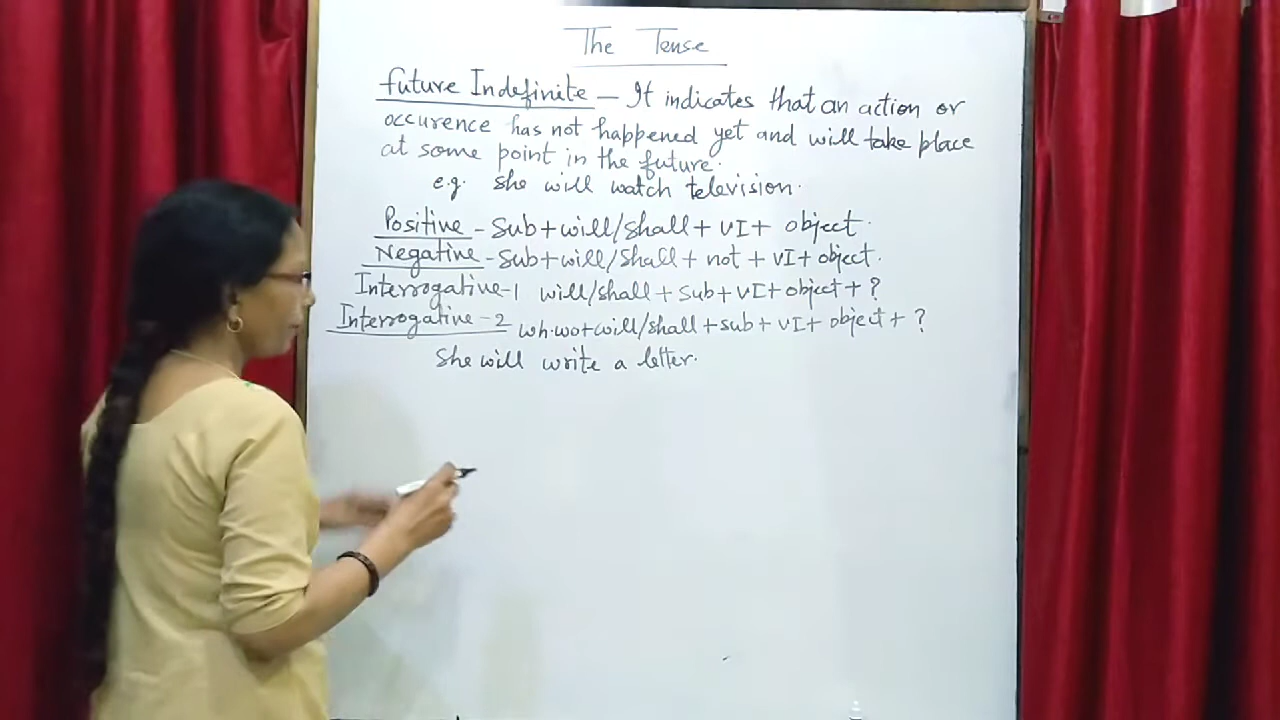 The Tense
future Indefinite - It indicates that an action or
occurence has not happened yet and will take place
at some point in the future.
e.g. She will watch television.
Positive - Sub + will/shall + VI + object.
Negative - Sub + will/shall + not + VI + object.
Interrogative-1 will/shall + Sub + VI + object + ?
Interrogative-2 wh.wo + will/shall + sub + VI + object + ?
She will write a letter.